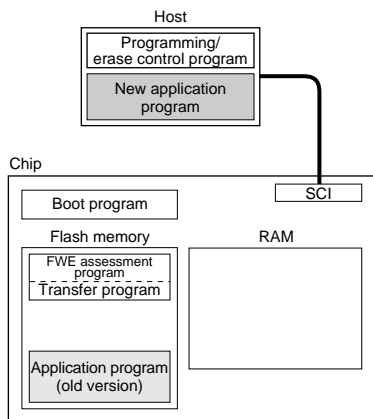 Host
Programming/
erase control program
New application
program
Chip
SCI
Boot program
Flash memory
RAM
FWE assessment
program
Transfer program
Application program
(old version)